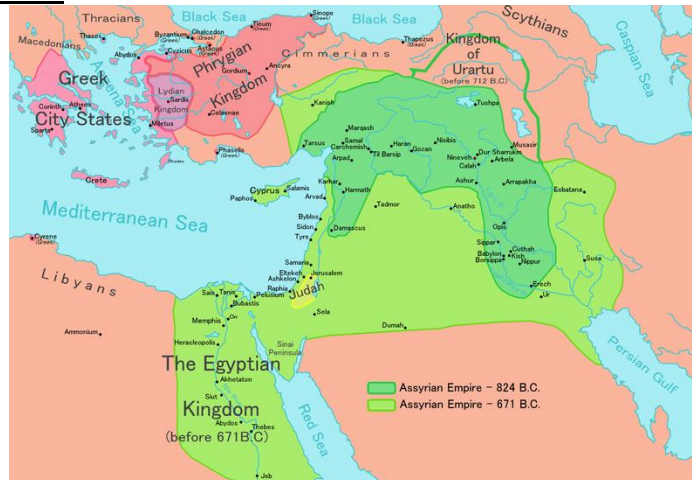 Thracians
Black Sea
Sinope
(Greek)
Black Sea
Scythians
Macedonians
Thasos
Byzantium
Chalcedon
(Greek)
Tieum
(Greek)
Abydos
Cyzicus
Astacus
(Greek)
Cimmerians
Trapezus
(Greek)
Kingdom
of
Urartu
(before 712 B.C)
Caspian Sea
Greek
City States
Phrygian
Kingdom
Gordium
Ancyra
Lydian
Kingdom
Sardis
Celaenae
Miletus
Corinth
Athens
Sparta
Phaselis
(Greek)
Crete
Kanish
Tushpa
Marqash
Tarsus
Samal
Carchemish
Haran
Nisibis
Til Barsip
Gozan
Arpad
Musasir
Dur Sharrukin
Nineveh
Arbela
Calah
Cyprus
Salamis
Paphos
Karkar
Harmath
Arvad
Ashur
Arrapakha
Ecbatana
Mediterranean Sea
Byblos
Tadmor
Anatho
Sidon
Damascus
Tyre
Opis
Cyrene
(Greek)
Sippar
Cuthah
Babylon
Kish
Borsippa
Nippur
Susa
Samaria
Eltekeh
Jerusalem
Ashkelon
Raphia
Judah
Erech
Ur
Libyans
Sais
Tanis
Pelusium
Bubastis
Sela
Memphis
On
Dumah
Ammonium
Heracleopolis
Sinai
Peninsula
Persian Gulf
The Egyptian
Kingdom
(before 671B.C)
Akhetaton
Siut
Abydos
Thebes
Jeb
Red Sea
Assyrian Empire - 824 B.C.
Assyrian Empire - 671 B.C.